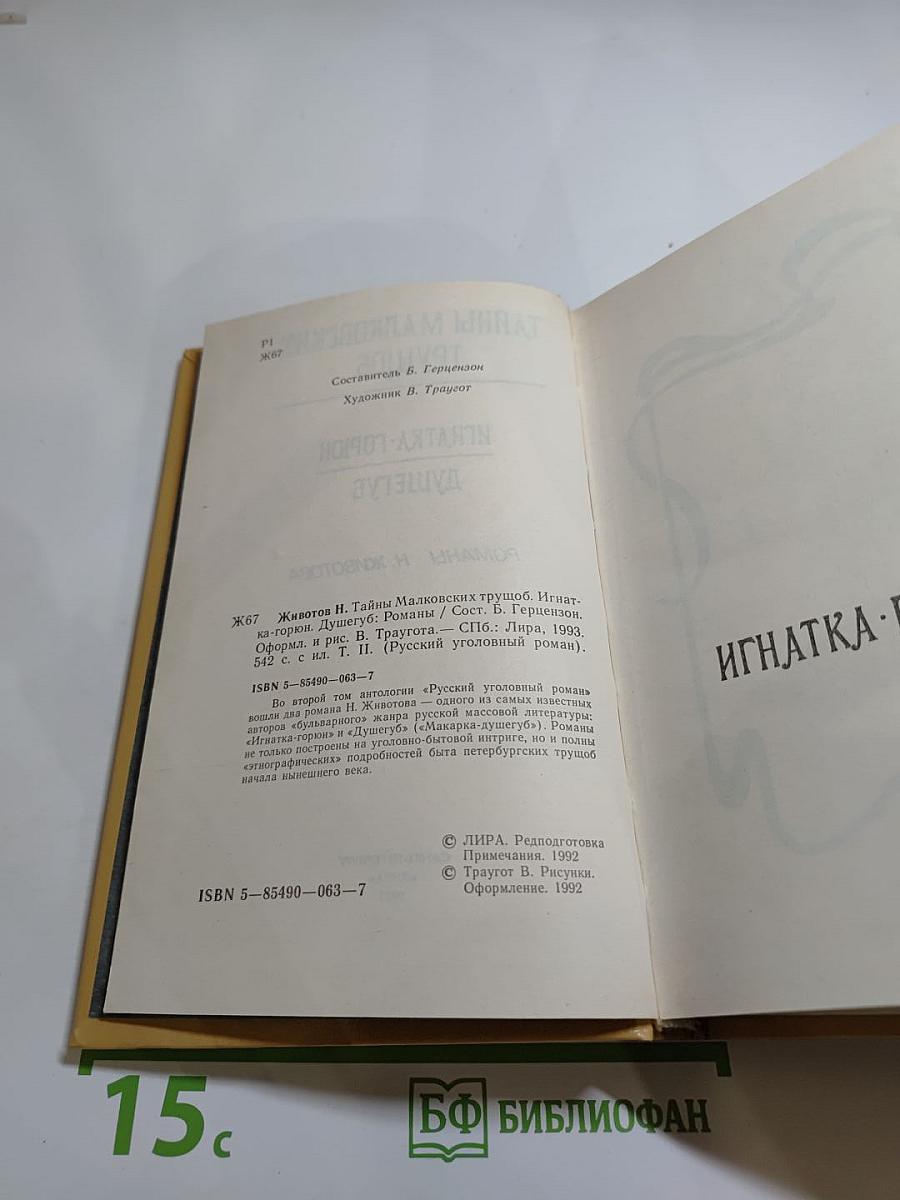 Р1
Ж67
Составитель Б. Герцензон
Художник В. Траугот
Ж67 Животов Н. Тайны Малковских трущоб. Игнат-
ка-горюн. Душегуб: Романы / Сост. Б. Герцензон.
Оформл. и рис. В. Траугота.— СПб.: Лира, 1993.
542 с. с ил. Т. II. (Русский уголовный роман).
ISBN 5—85490—063—7
Во второй том антологии «Русский уголовный роман»
вошли два романа Н. Животова — одного из самых известных
авторов «бульварного» жанра русской массовой литературы:
«Игнатка-горюн» и «Душегуб» («Макарка-душегуб»). Романы
не только построены на уголовно-бытовой интриге, но и полны
«этнографических» подробностей быта петербургских трущоб
начала нынешнего века.
© ЛИРА. Редподготовка
Примечания. 1992
© Траугот В. Рисунки.
Оформление. 1992
ISBN 5—85490—063—7
ИГНАТКА·
15 с
БФ БИБЛИОФАН